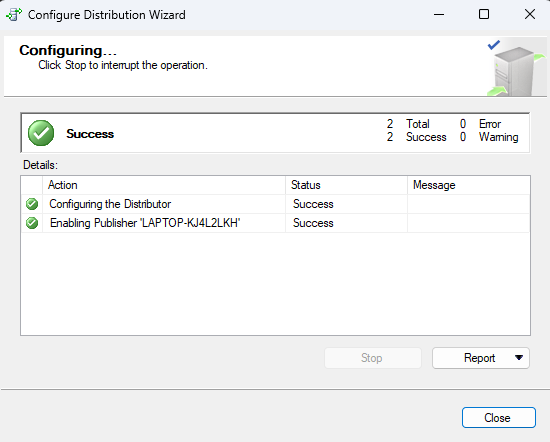 Configure Distribution Wizard
Configuring...
Click Stop to interrupt the operation.
Success
2 Total 0 Error
2 Success 0 Warning
Details:
Action Status Message
Configuring the Distributor Success
Enabling Publisher 'LAPTOP-KJ4L2LKH' Success
Stop Report
Close